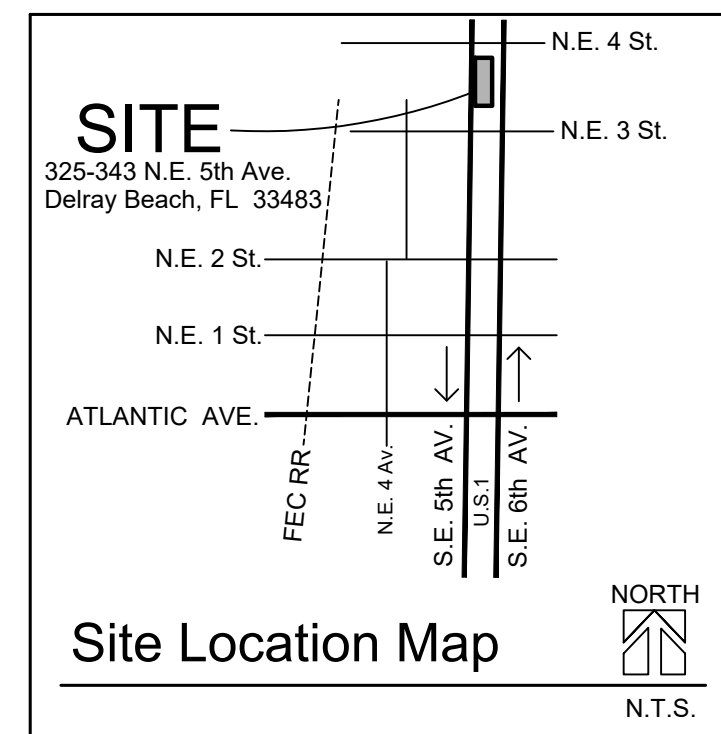 N.E. 4 St.
SITE
N.E. 3 St.
325-343 N.E. 5th Ave.
Delray Beach, FL 33483
N.E. 2 St.
N.E. 1 St.
ATLANTIC AVE.
FEC RR
N.E. 4 Av.
S.E. 5th AV.
U.S.1
S.E. 6th AV.
NORTH
Site Location Map
N.T.S.